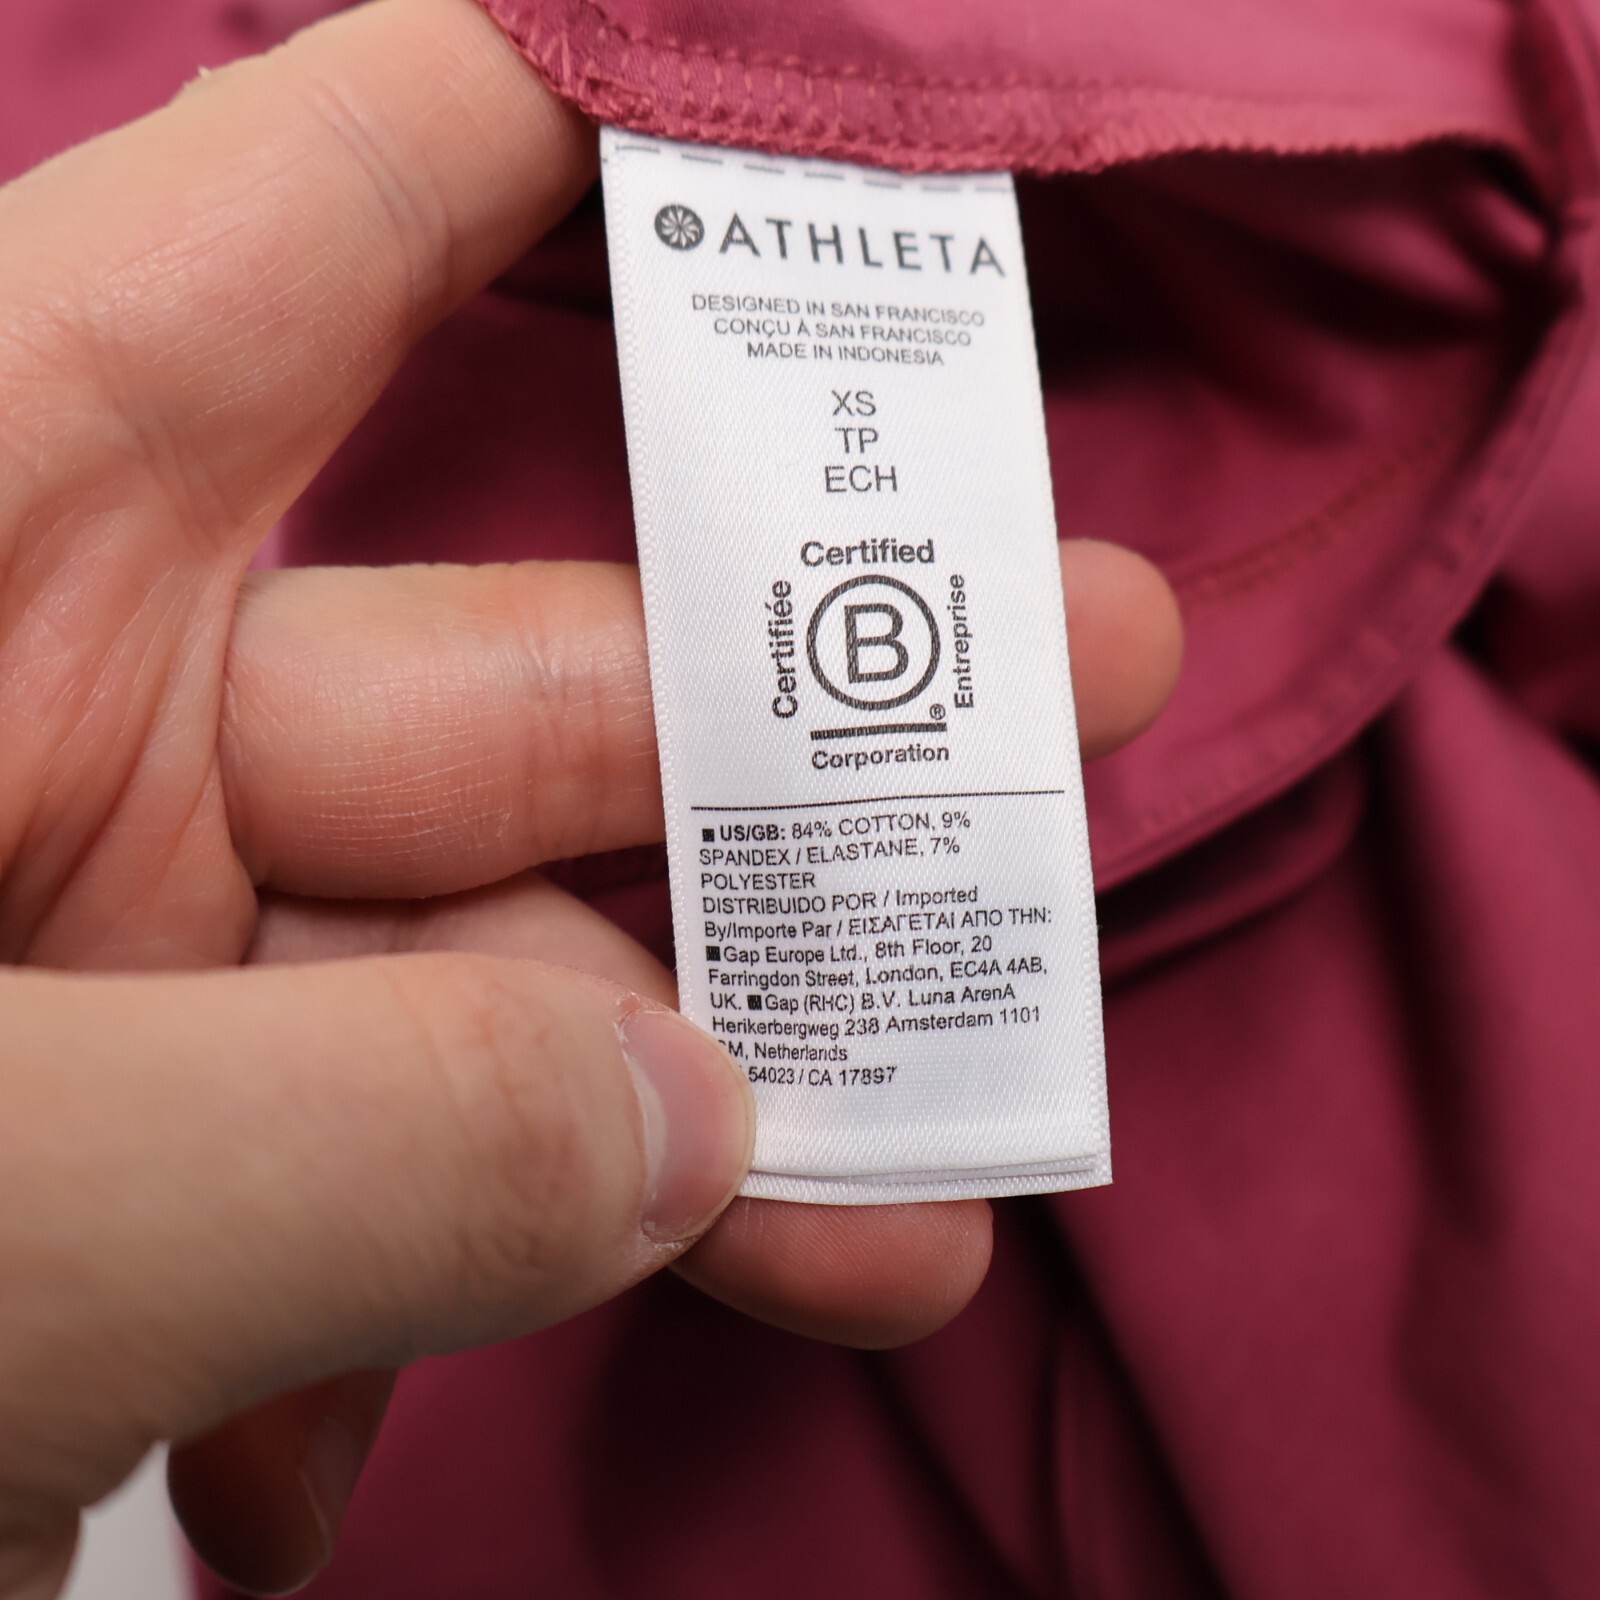 ATHLETA
DESIGNED IN SAN FRANCISCO
CONÇU À SAN FRANCISCO
MADE IN INDONESIA
XS
TP
ECH
Certified
Certifiée
B
Entreprise
®
Corporation
US/GB: 84% COTTON, 9%
SPANDEX / ELASTANE, 7%
POLYESTER
DISTRIBUIDO POR / Imported
By/Importe Par / ΕΙΣΑΓΕΤΑΙ ΑΠΟ ΤΗΝ:
Gap Europe Ltd., 8th Floor, 20
Farringdon Street, London, EC4A 4AB,
UK. Gap (RHC) B.V. Luna ArenA
Herikerbergweg 238 Amsterdam 1101
Netherlands
54023 / CA 17897